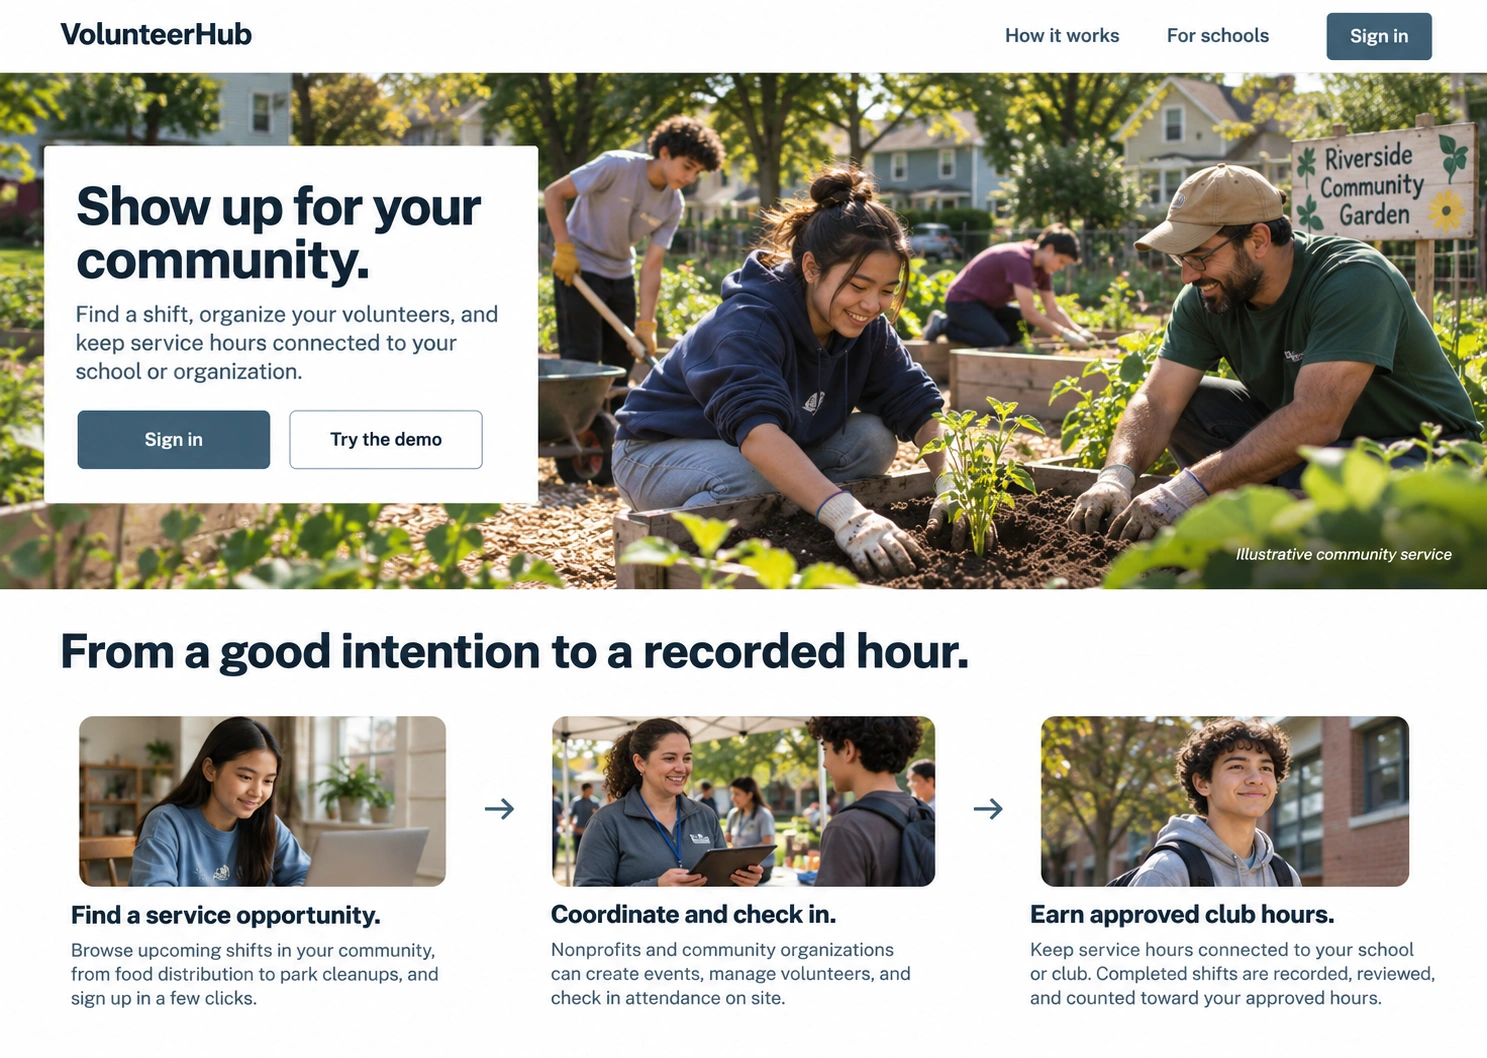 VolunteerHub
How it works
For schools
Sign in
Show up for your
community.
Find a shift, organize your volunteers, and
keep service hours connected to your
school or organization.
Sign in
Try the demo
Riverside
Community
Garden
Illustrative community service
From a good intention to a recorded hour.
Find a service opportunity.
Browse upcoming shifts in your community,
from food distribution to park cleanups, and
sign up in a few clicks.
Coordinate and check in.
Nonprofits and community organizations
can create events, manage volunteers, and
check in attendance on site.
Earn approved club hours.
Keep service hours connected to your school
or club. Completed shifts are recorded, reviewed,
and counted toward your approved hours.